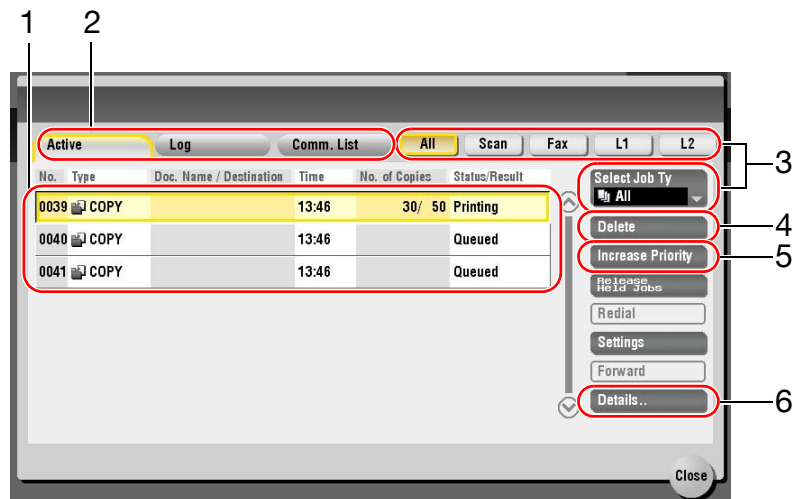 1 2
Active Log Comm. List All Scan Fax L1 L2
3
No. Type Doc. Name / Destination Time No. of Copies Status/Result
Select Job Ty
All
0039 COPY 13:46 30/ 50 Printing
Delete
4
0040 COPY 13:46 Queued
Increase Priority
5
0041 COPY 13:46 Queued
Release
Held Jobs
Redial
Settings
Forward
Details..
6
Close